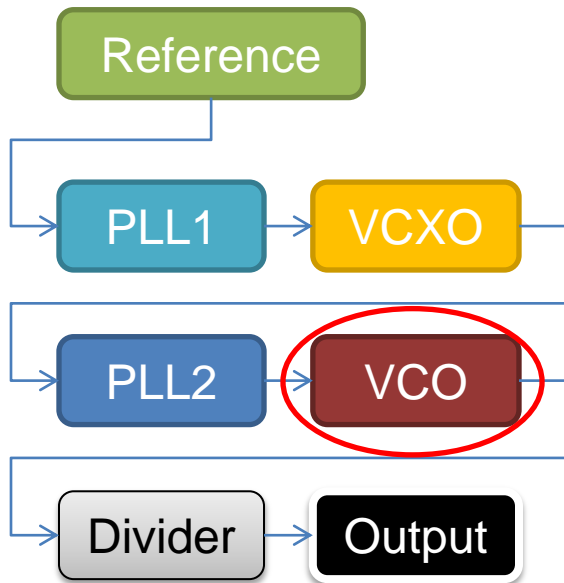 Reference
PLL1
VCXO
PLL2
VCO
Divider
Output